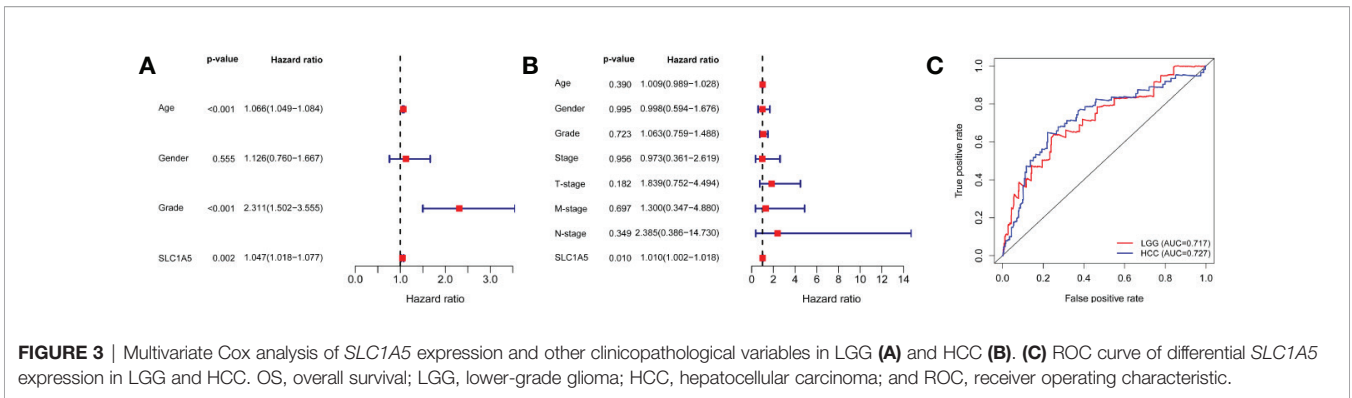 A
p-value Hazard ratio
Age <0.001 1.066(1.049−1.084)
Gender 0.555 1.126(0.760−1.667)
Grade <0.001 2.311(1.502−3.555)
SLC1A5 0.002 1.047(1.018−1.077)
0.0 1.0 2.0 3.0
Hazard ratio
B
p-value Hazard ratio
Age 0.390 1.009(0.989−1.028)
Gender 0.995 0.998(0.594−1.676)
Grade 0.723 1.063(0.759−1.488)
Stage 0.956 0.973(0.361−2.619)
T-stage 0.182 1.839(0.752−4.494)
M-stage 0.697 1.300(0.347−4.880)
N-stage 0.349 2.385(0.386−14.730)
SLC1A5 0.010 1.010(1.002−1.018)
0 2 4 6 8 10 12 14
Hazard ratio
C
True positive rate
1.0
0.8
0.6
0.4
0.2
0.0
LGG (AUC=0.717)
HCC (AUC=0.727)
0.0 0.2 0.4 0.6 0.8 1.0
False positive rate
FIGURE 3 | Multivariate Cox analysis of SLC1A5 expression and other clinicopathological variables in LGG (A) and HCC (B). (C) ROC curve of differential SLC1A5
expression in LGG and HCC. OS, overall survival; LGG, lower-grade glioma; HCC, hepatocellular carcinoma; and ROC, receiver operating characteristic.